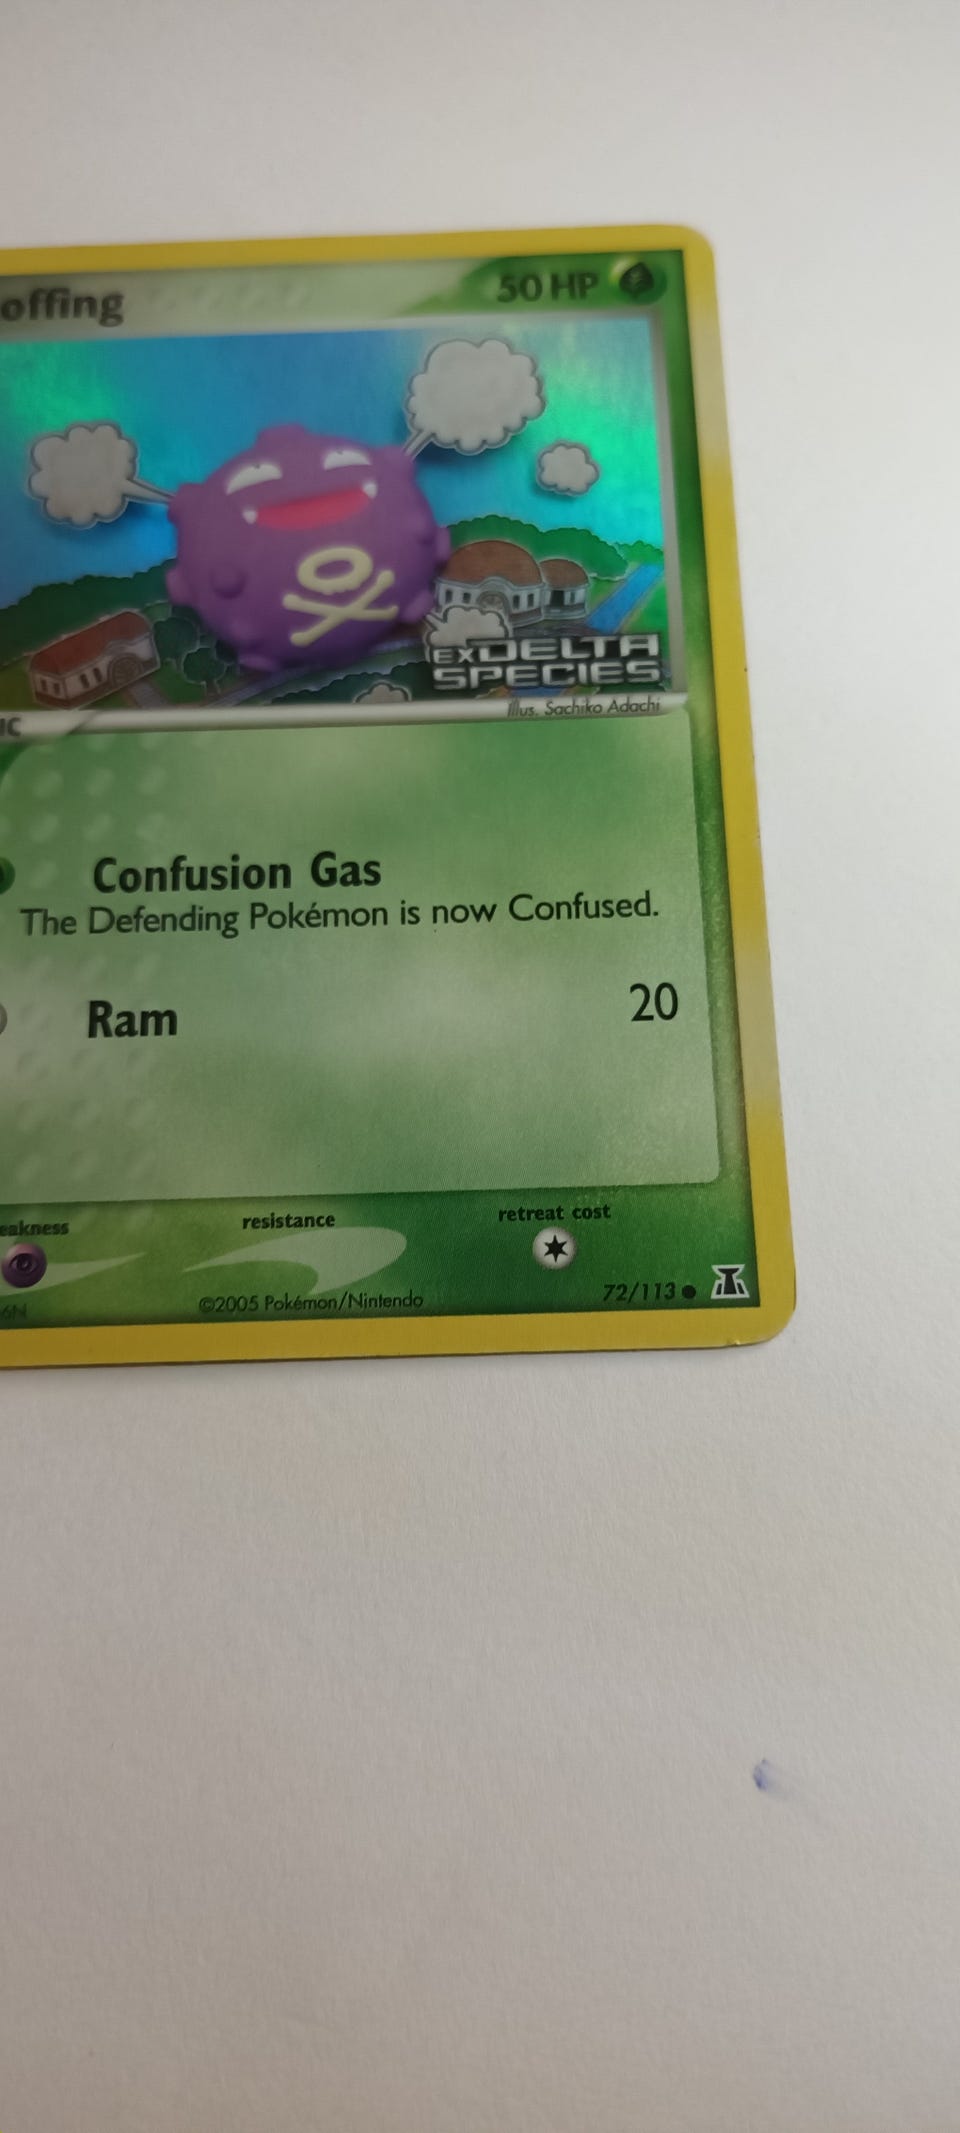 offing
50 HP
EX DELTA
SPECIES
Illus. Sachiko Adachi
IC
Confusion Gas
The Defending Pokémon is now Confused.
Ram 20
eakness resistance retreat cost
6N ©2005 Pokémon/Nintendo 72/113